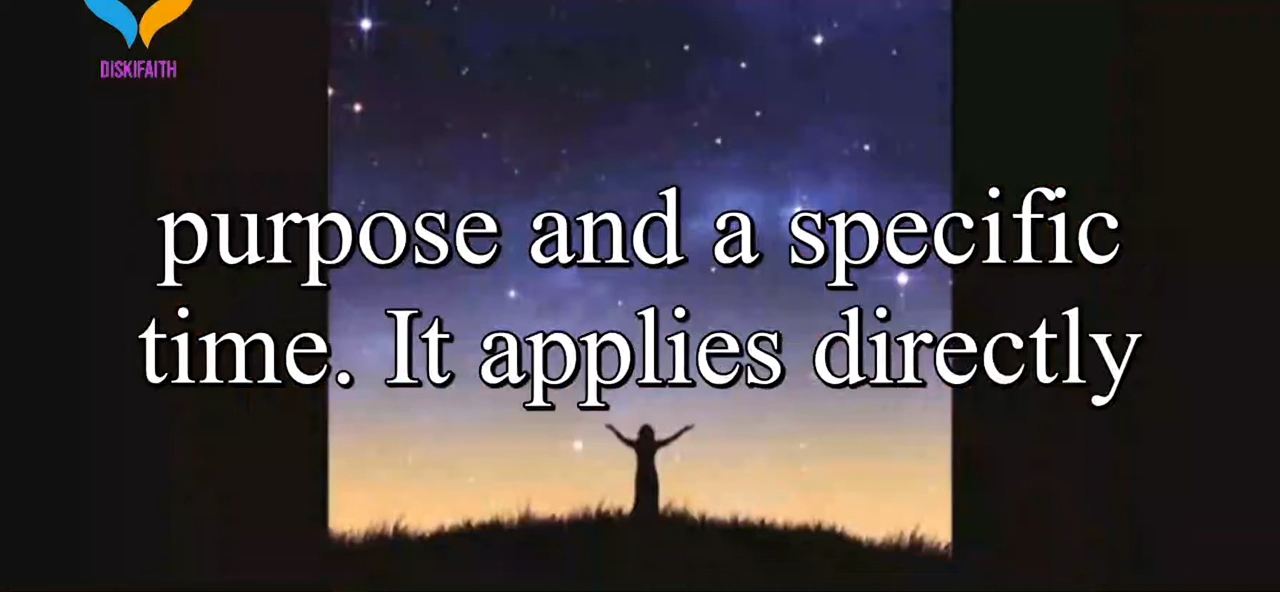 DISKIFAITH
purpose and a specific
time. It applies directly